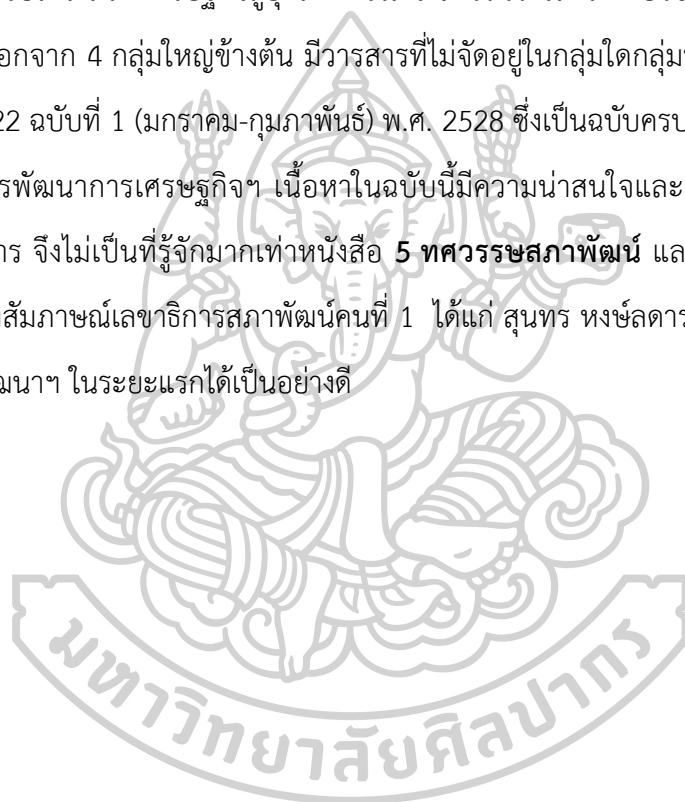 อกจาก 4 กลุ่มใหญ่ข้างต้น มีวารสารที่ไม่จัดอยู่ในกลุ่มใดกลุ่ม
22 ฉบับที่ 1 (มกราคม-กุมภาพันธ์) พ.ศ. 2528 ซึ่งเป็นฉบับครบ
รพัฒนาการเศรษฐกิจฯ เนื้อหาในฉบับนี้มีความน่าสนใจและ
าร จึงไม่เป็นที่รู้จักมากเท่าหนังสือ 5 ทศวรรษสภาพัฒน์ แล
สัมภาษณ์เลขาธิการสภาพัฒน์คนที่ 1 ได้แก่ สุนทร หงษ์ลดาร
ฒนาฯ ในระยะแรกได้เป็นอย่างดี
มหาวิทยาลัยศิลปากร